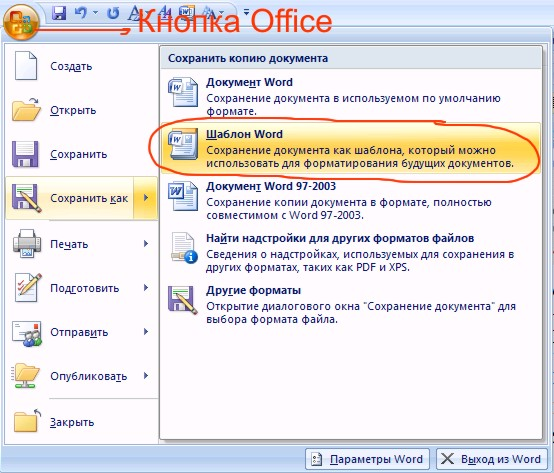 Кнопка Office
Создать
Открыть
Сохранить
Сохранить как
Печать
Подготовить
Отправить
Опубликовать
Закрыть
Сохранить копию документа
Документ Word
Сохранение документа в используемом по умолчанию
формате.
Шаблон Word
Сохранение документа как шаблона, который можно
использовать для форматирования будущих документов.
Документ Word 97-2003
Сохранение копии документа в формате, полностью
совместимом с Word 97-2003.
Найти надстройки для других форматов файлов
Сведения о надстройках, используемых для сохранения в
других форматах, таких как PDF и XPS.
Другие форматы
Открытие диалогового окна "Сохранение документа" для
выбора формата файла.
Параметры Word
Выход из Word